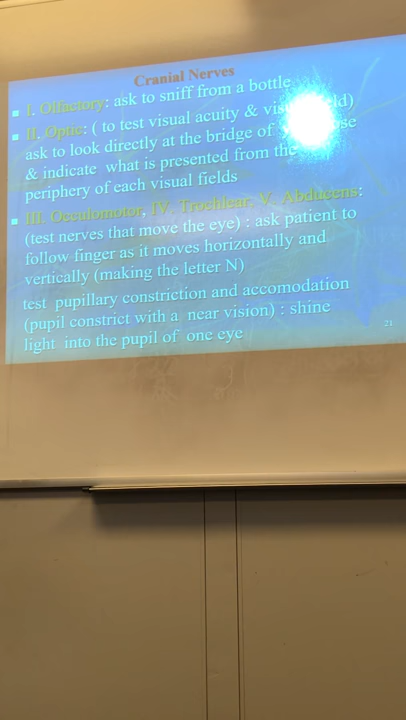 Cranial Nerves
I. Olfactory: ask to sniff from a bottle
II. Optic: ( to test visual acuity & ld)
ask to look directly at the bridge of
& indicate what is presented from the
periphery of each visual fields
III. Occulomotor, IV. Trochlear, V. Abducens:
(test nerves that move the eye) : ask patient to
follow finger as it moves horizontally and
vertically (making the letter N)
test pupillary constriction and accomodation
(pupil constrict with a near vision) : shine
light into the pupil of one eye
21